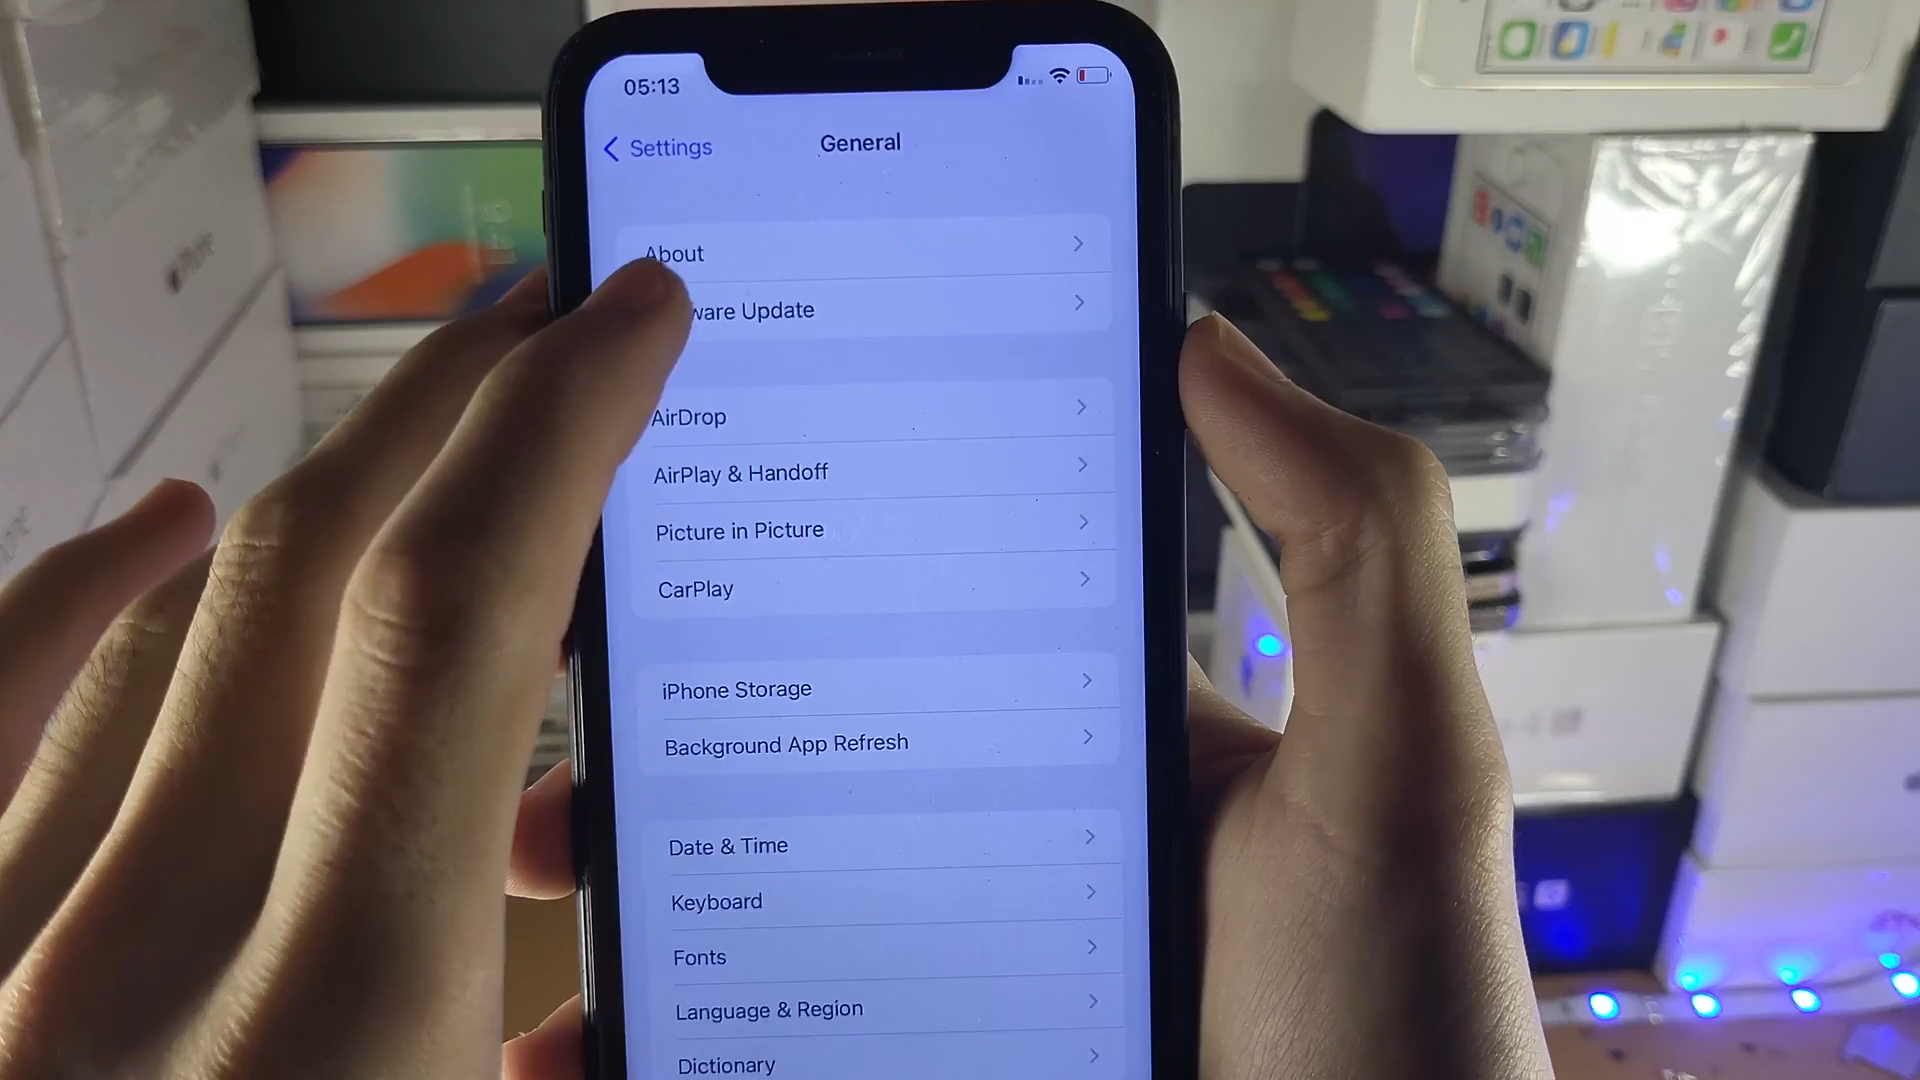 05:13
Settings
General
About
ware Update
AirDrop
AirPlay & Handoff
Picture in Picture
CarPlay
iPhone Storage
Background App Refresh
Date & Time
Keyboard
Fonts
Language & Region
Dictionary
iPhone